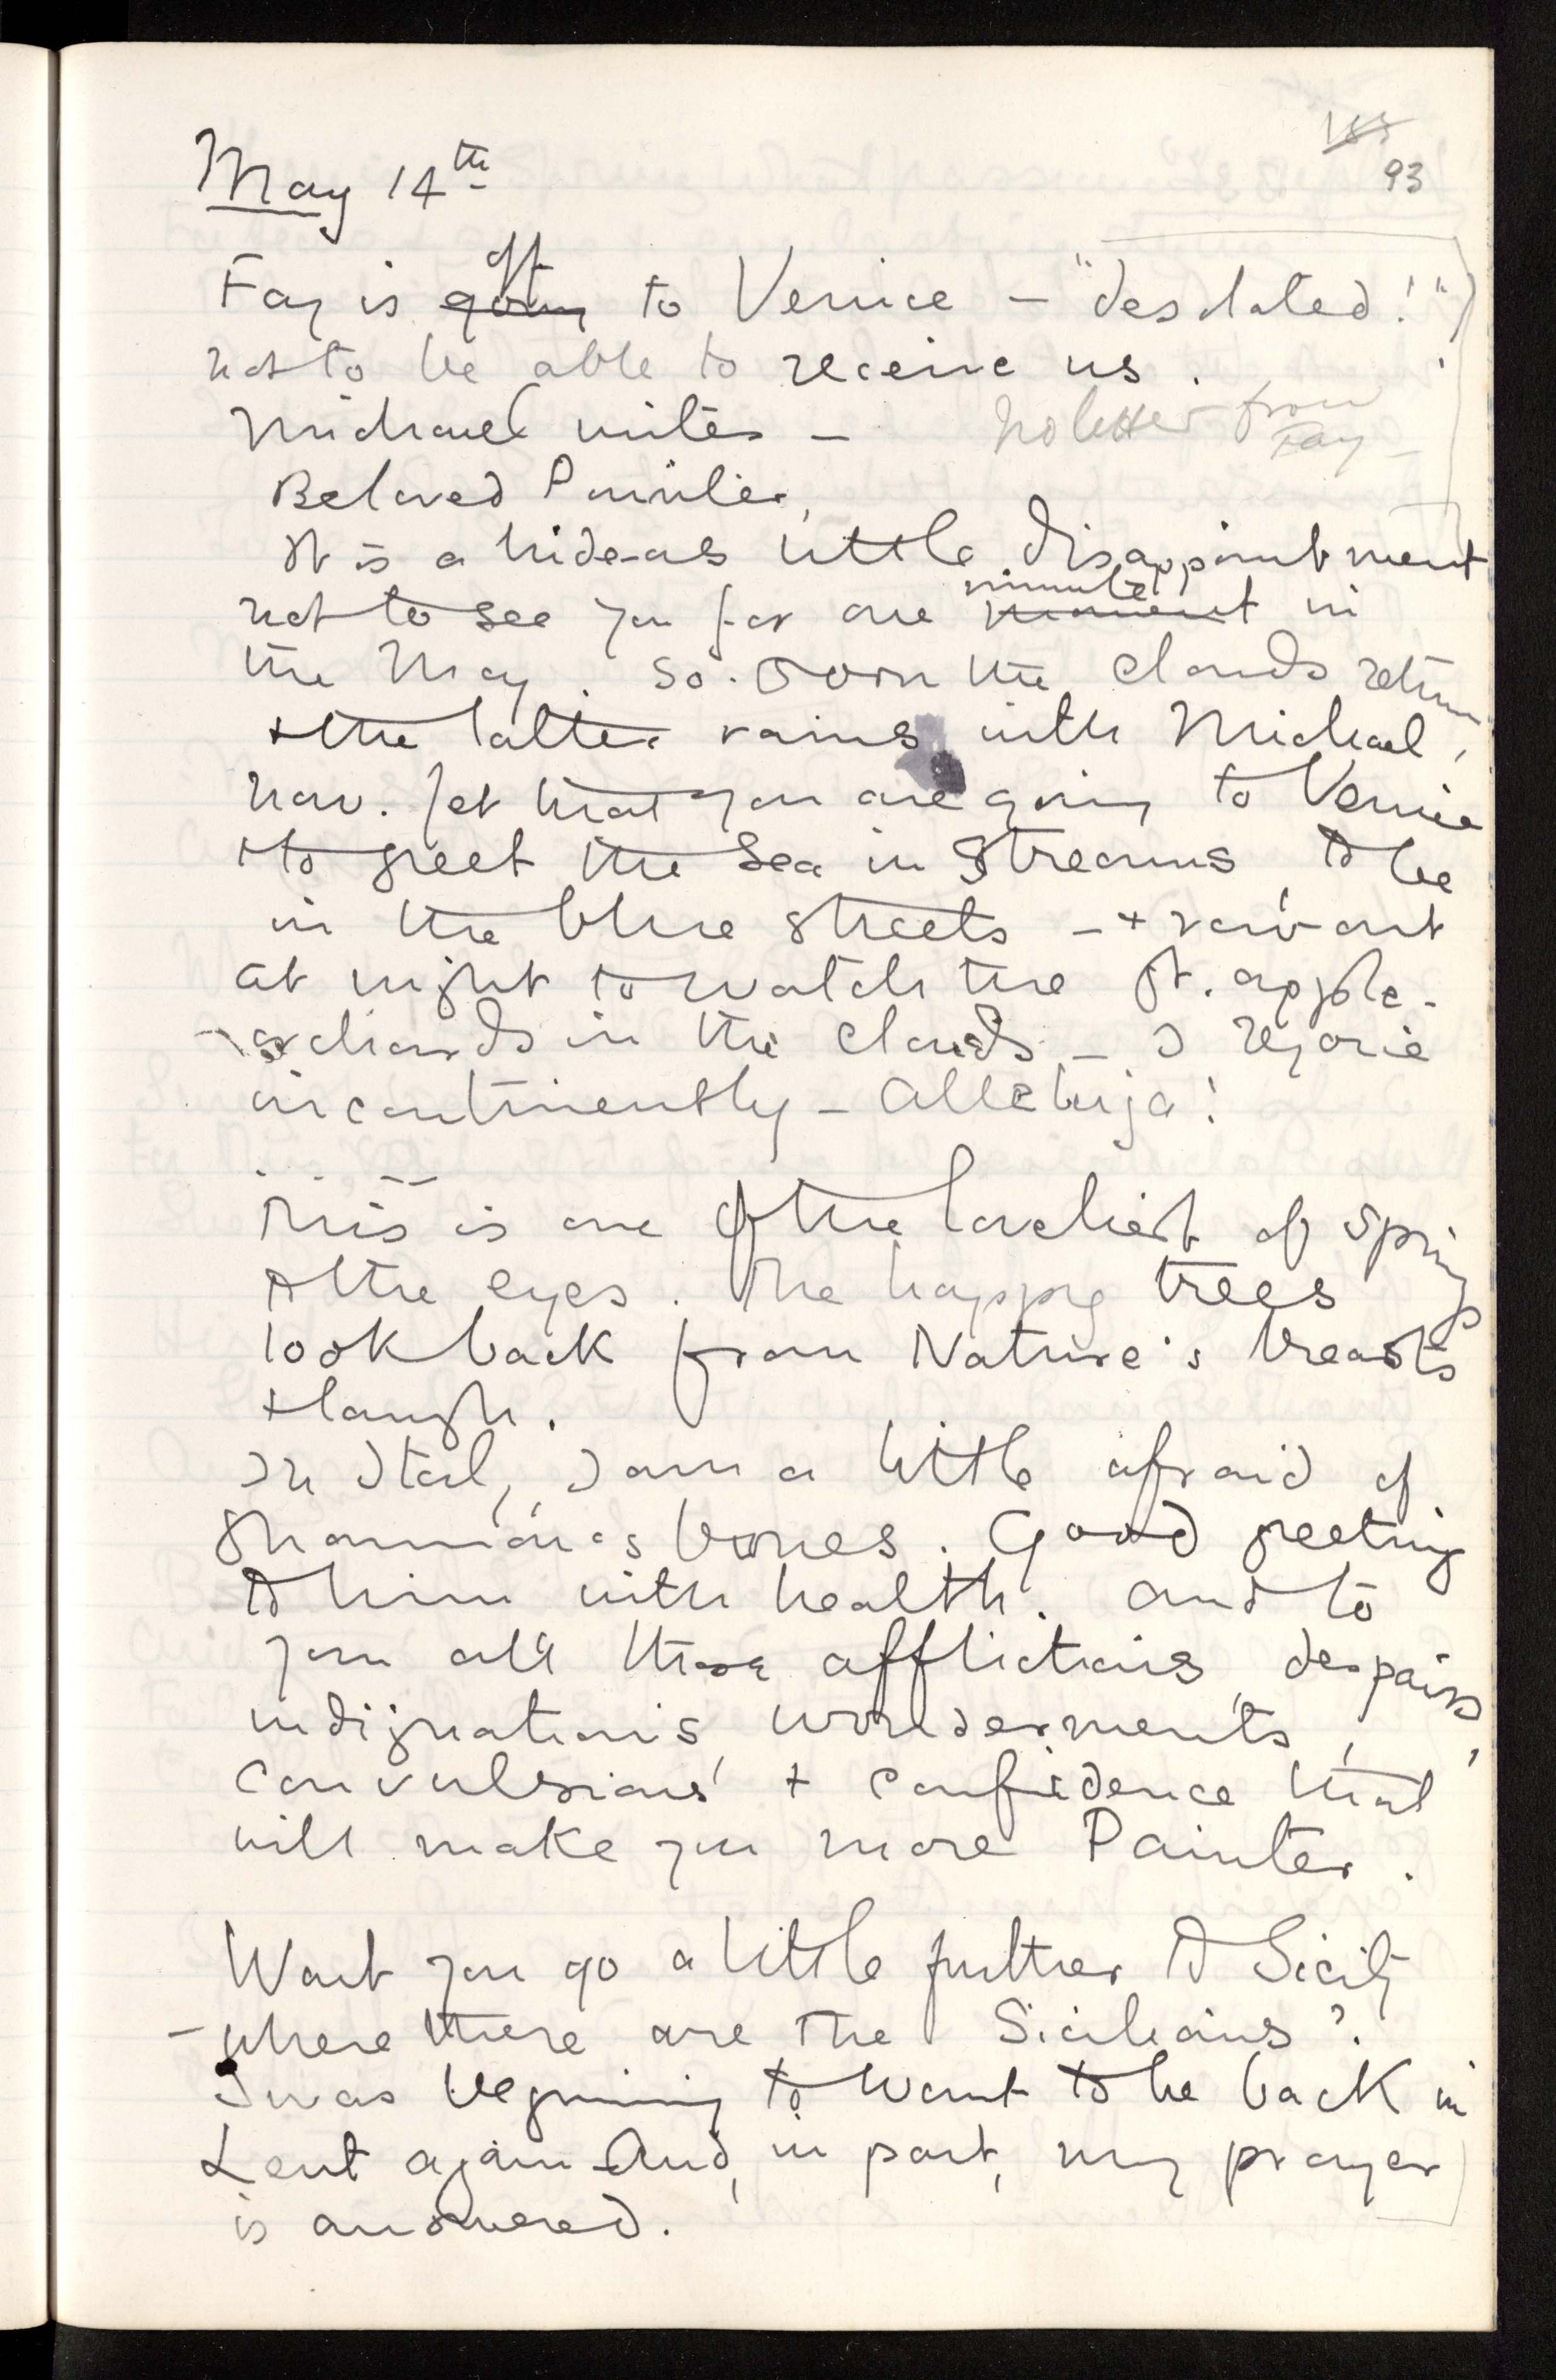 185
93
May 14th
off
Fay is going to Venice – "desolated!"
not to be able to receive us.
Michael writes – No letter from
Fay –
Beloved Painter,
It is a hideous little disappointment
minute
not to see you for one moment in
the May. So soon the clouds return
+ the latter rains with Michael,
now. Yet that you are going to Venice
+ to greet the sea in streams, to be
in the blue streets – + row out
at night to watch the St. apple-
-orchards in the clouds – I rejoice
incontinently – Alleluja!
This is one of the loveliest of springs
to the eyes. The happy trees
look back from Nature's breasts
+ laugh.
In Italy, I am a little afraid of
Shannon's bones. Good greeting
to him with health. And to
you all those afflictions, despairs,
indignations, wonderments,
convulsions' + confidence that
will make you more Painter.
Wont you go a little further to Sicily
– where there are the Sicilians?
I was begining to want to be back in
Lent again And, in part, my prayer
is answered.